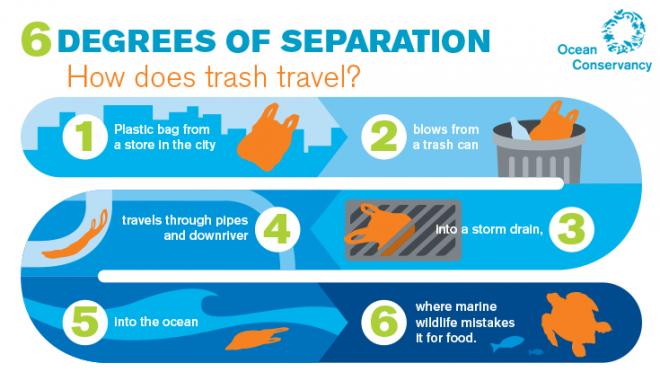 6 DEGREES OF SEPARATION
How does trash travel?
Ocean
Conservancy
1 Plastic bag from
a store in the city
2 blows from
a trash can
into a storm drain, 3
travels through pipes
and downriver 4
5 into the ocean
6 where marine
wildlife mistakes
it for food.